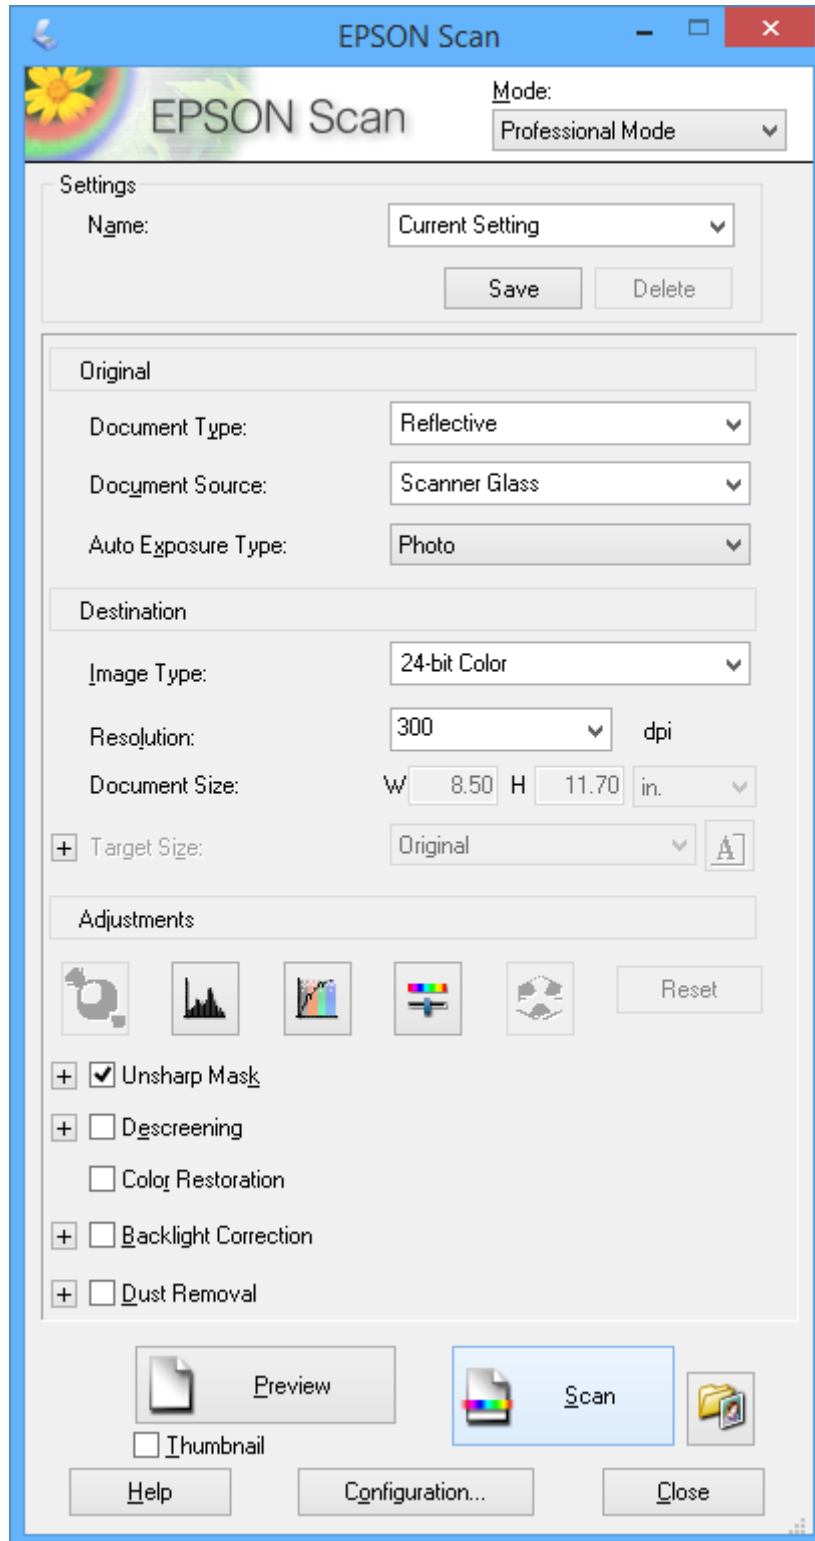 EPSON Scan
EPSON Scan
Mode:
Professional Mode
Settings
Name:
Current Setting
Save
Delete
Original
Document Type:
Reflective
Document Source:
Scanner Glass
Auto Exposure Type:
Photo
Destination
Image Type:
24-bit Color
Resolution:
300
dpi
Document Size:
W 8.50 H 11.70 in.
Target Size:
Original
A
Adjustments
Reset
Unsharp Mask
Descreening
Color Restoration
Backlight Correction
Dust Removal
Preview
Scan
Thumbnail
Help
Configuration...
Close